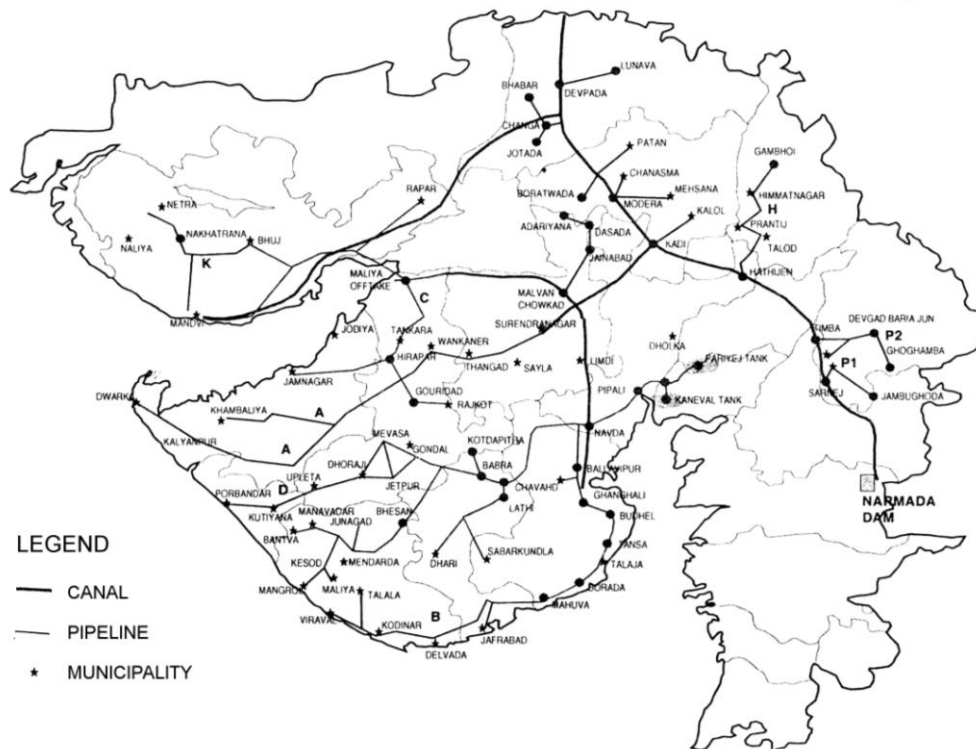 LUNAVA
BHABAR
DEVPADA
CHANGA
JOTADA
PATAN
GAMBHOI
CHANASMA
RAPAR
BORATWADA
MEHSANA
HIMMATNAGAR
MODERA
NETRA
KALOL
H
ADARIYANA
DASADA
PRANTIJ
NAKHATRANA
BHUJ
TALOD
NALIYA
KADI
JAINABAD
K
HATHIJEN
MALIYA
OFFTAKE
C
MALVAN
CHOWKAD
MANDVI
SURENDRANAGAR
DEVGAD BARIA JUN
JODIYA
TANKARA
TIMBA
P2
WANKANER
DHOLKA
GHOGHAMBA
HIRAPAR
LIMDI
PARIYEJ TANK
P1
THANGAD
SAYLA
JAMNAGAR
PIPALI
SARNEJ
JAMBUGHODA
DWARKA
GOURIDAD
KANEVAL TANK
RAJKOT
KHAMBALIYA
A
KALYANPUR
NAVDA
MEVASA
KOTDAPITRA
A
GONDAL
DHORAJI
BABRA
BALLAVIPUR
UPLETA
CHAVAHD
D
JETPUR
PORBANDAR
GHANGHALI
NARMADA
DAM
KUTIYANA
MANAVADAR
BHESAN
LATHI
BUDHEL
JUNAGAD
BANTVA
LEGEND
TANSA
KESOD
MENDARDA
DHARI
SABARKUNDLA
TALAJA
CANAL
MANGROL
MALIYA
TALALA
DORADA
MAHUVA
VIRAVAL
B
PIPELINE
KODINAR
JAFRABAD
DELVADA
MUNICIPALITY